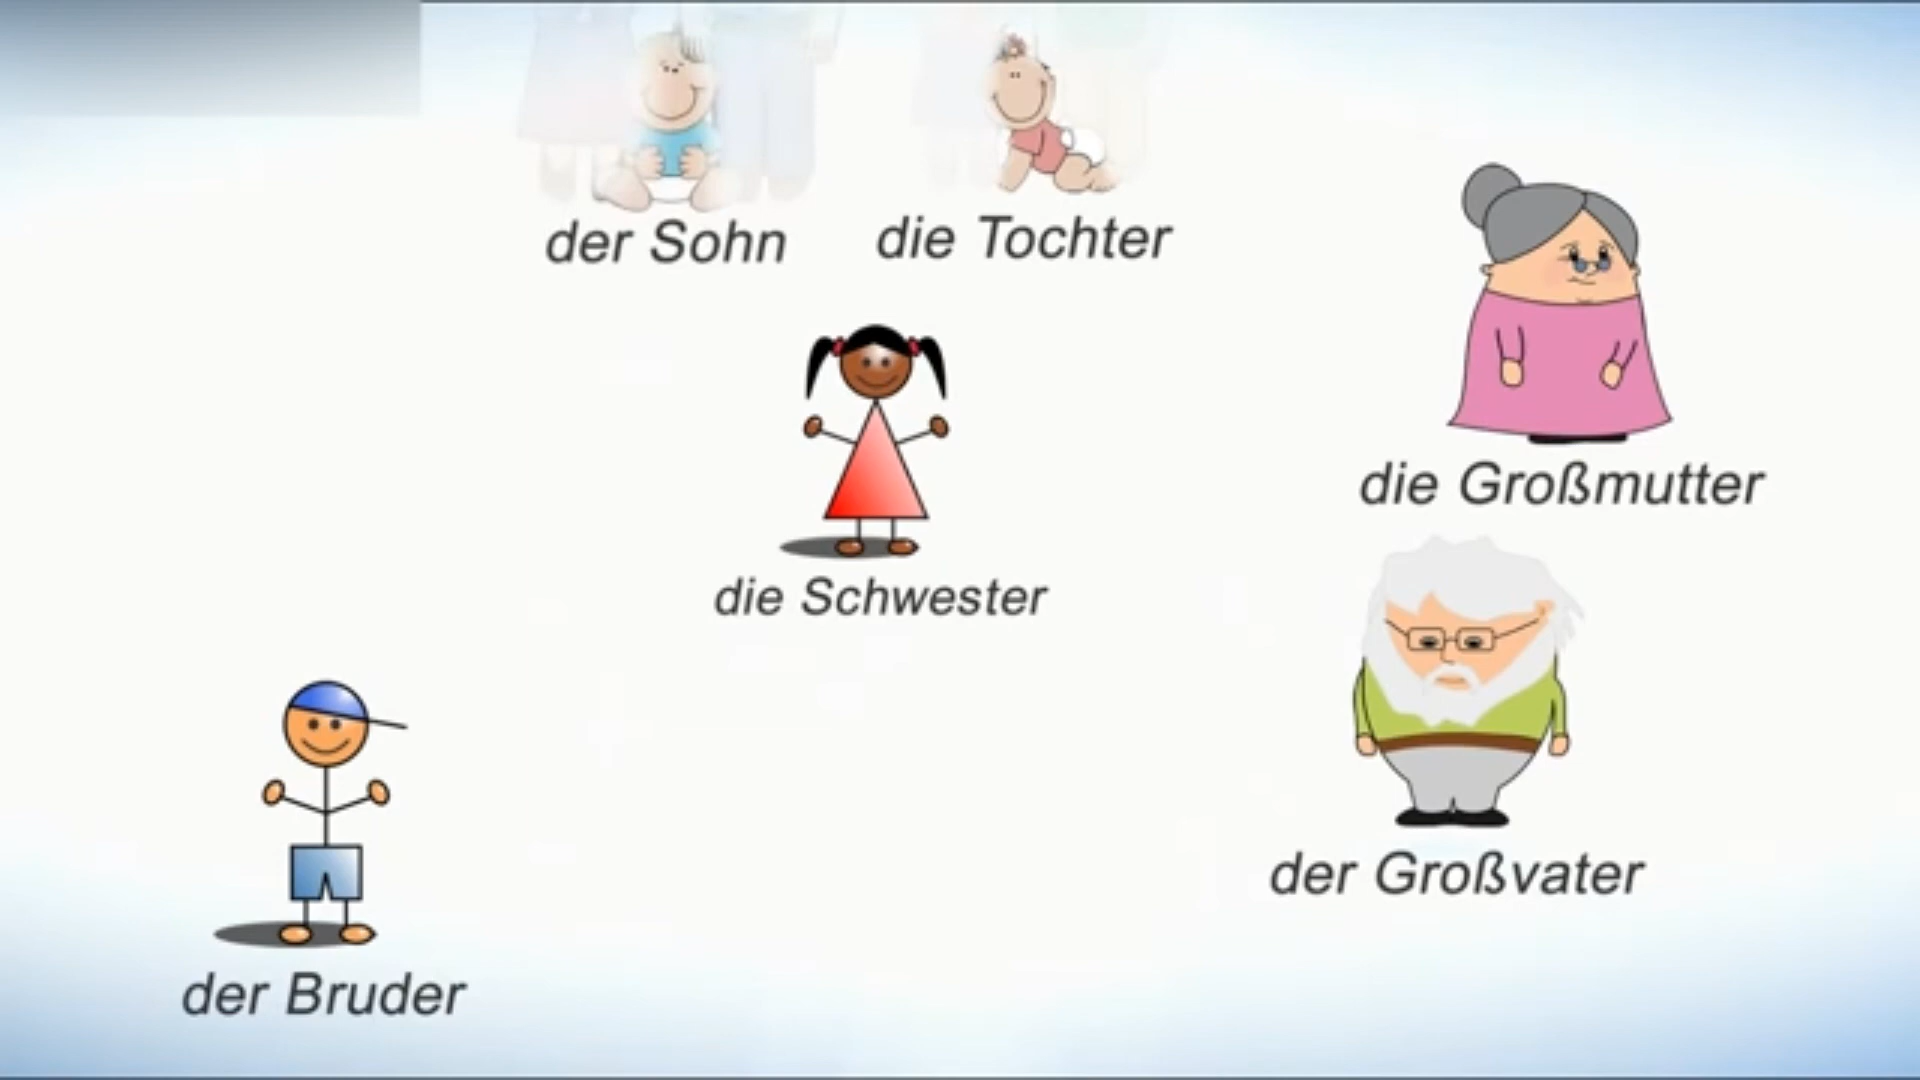 der Sohn
die Tochter
die Großmutter
die Schwester
der Großvater
der Bruder